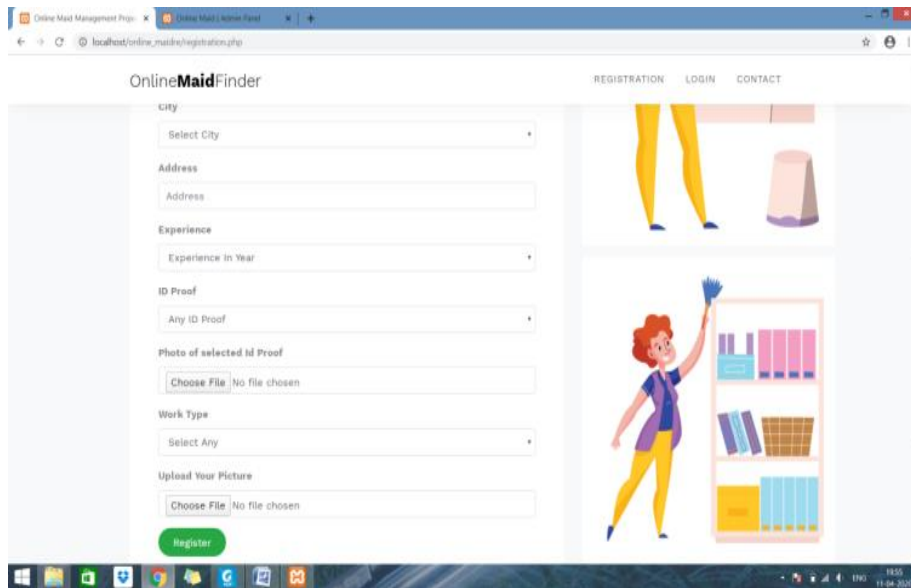 Online Maid Management Proje
Online Maid | Admin Panel
localhost/online_maidre/registration.php
OnlineMaidFinder
REGISTRATION LOGIN CONTACT
City
Select City
Address
Address
Experience
Experience In Year
ID Proof
Any ID Proof
Photo of selected Id Proof
Choose File No file chosen
Work Type
Select Any
Upload Your Picture
Choose File No file chosen
Register
ENG
19:55